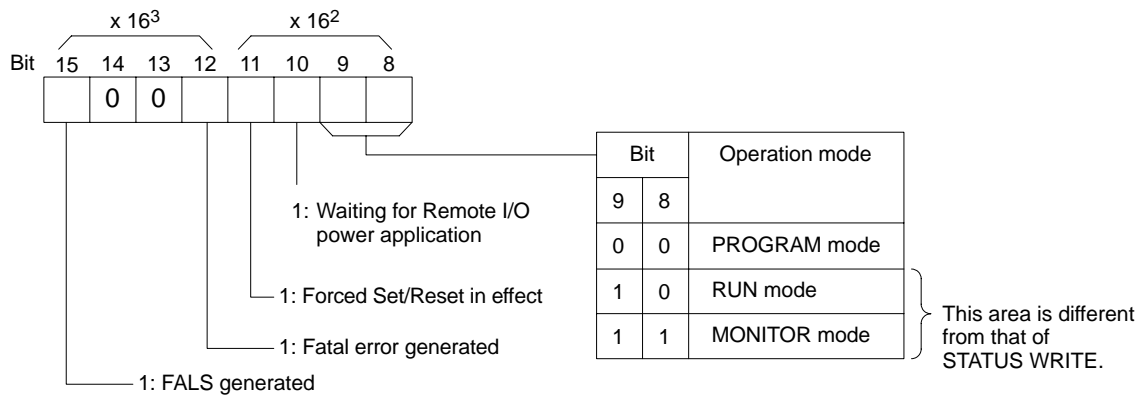 x 16³ x 16²
Bit 15 14 13 12 11 10 9 8
0 0
Bit Operation mode
9 8
0 0 PROGRAM mode
1 0 RUN mode
1 1 MONITOR mode
This area is different
from that of
STATUS WRITE.
1: Waiting for Remote I/O
power application
1: Forced Set/Reset in effect
1: Fatal error generated
1: FALS generated